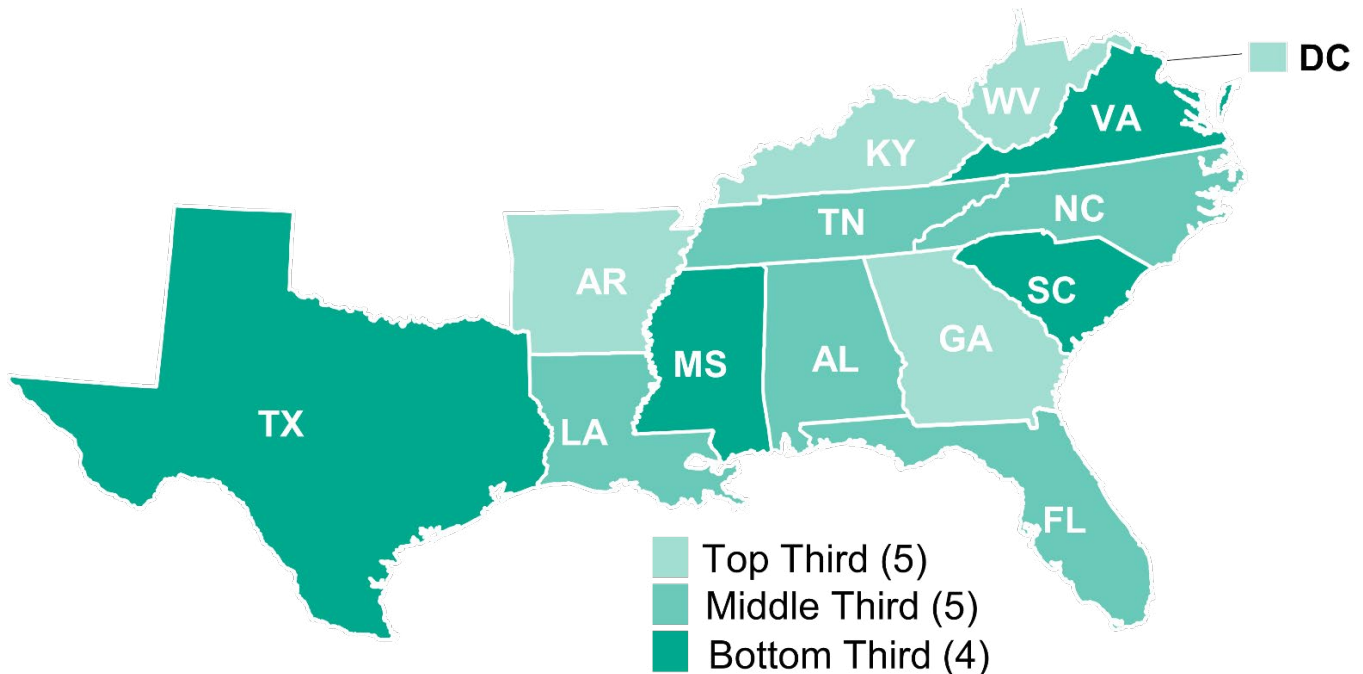 DC
WV
VA
KY
NC
TN
AR
SC
GA
MS
AL
TX
LA
FL
Top Third (5)
Middle Third (5)
Bottom Third (4)